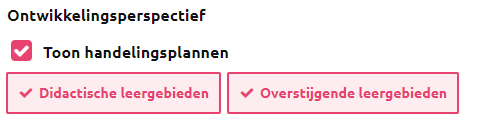 Ontwikkelingsperspectief
Toon handelingsplannen
Didactische leergebieden Overstijgende leergebieden